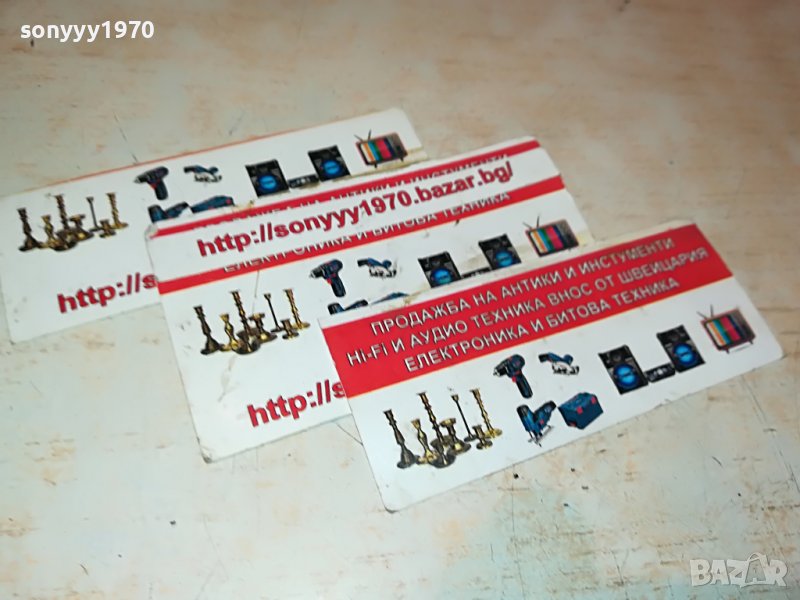 sonyyy1970
http://sonyyy1970.bazar.bg/
ЕЛЕКТРОНИКА И БИТОВА ТЕХНИКА
http://s
http://s
ПРОДАЖБА НА АНТИКИ И ИНСТУМЕНТИ
Hi-Fi И АУДИО ТЕХНИКА ВНОС ОТ ШВЕЙЦАРИЯ
ЕЛЕКТРОНИКА И БИТОВА ТЕХНИКА
BAZAR